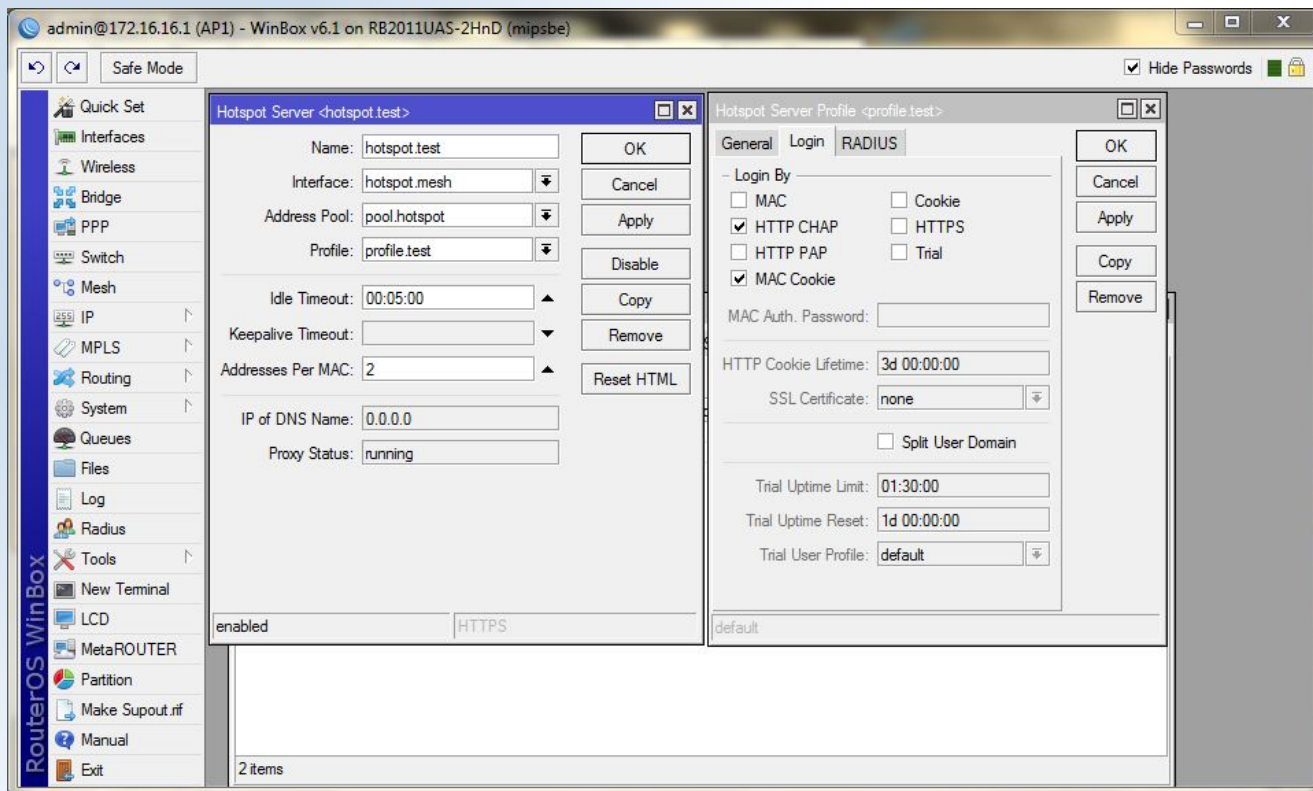 admin@172.16.16.1 (AP1) - WinBox v6.1 on RB2011UAS-2HnD (mipsbe)
Safe Mode
Hide Passwords
RouterOS WinBox
Quick Set
Interfaces
Wireless
Bridge
PPP
Switch
Mesh
IP
MPLS
Routing
System
Queues
Files
Log
Radius
Tools
New Terminal
LCD
MetaROUTER
Partition
Make Supout.rif
Manual
Exit
Hotspot Server <hotspot.test>
Name: hotspot.test
Interface: hotspot.mesh
Address Pool: pool.hotspot
Profile: profile.test
Idle Timeout: 00:05:00
Keepalive Timeout:
Addresses Per MAC: 2
IP of DNS Name: 0.0.0.0
Proxy Status: running
OK
Cancel
Apply
Disable
Copy
Remove
Reset HTML
enabled HTTPS
Hotspot Server Profile <profile.test>
General Login RADIUS
Login By
MAC Cookie
HTTP CHAP HTTPS
HTTP PAP Trial
MAC Cookie
MAC Auth. Password:
HTTP Cookie Lifetime: 3d 00:00:00
SSL Certificate: none
Split User Domain
Trial Uptime Limit: 01:30:00
Trial Uptime Reset: 1d 00:00:00
Trial User Profile: default
OK
Cancel
Apply
Copy
Remove
default
2 items